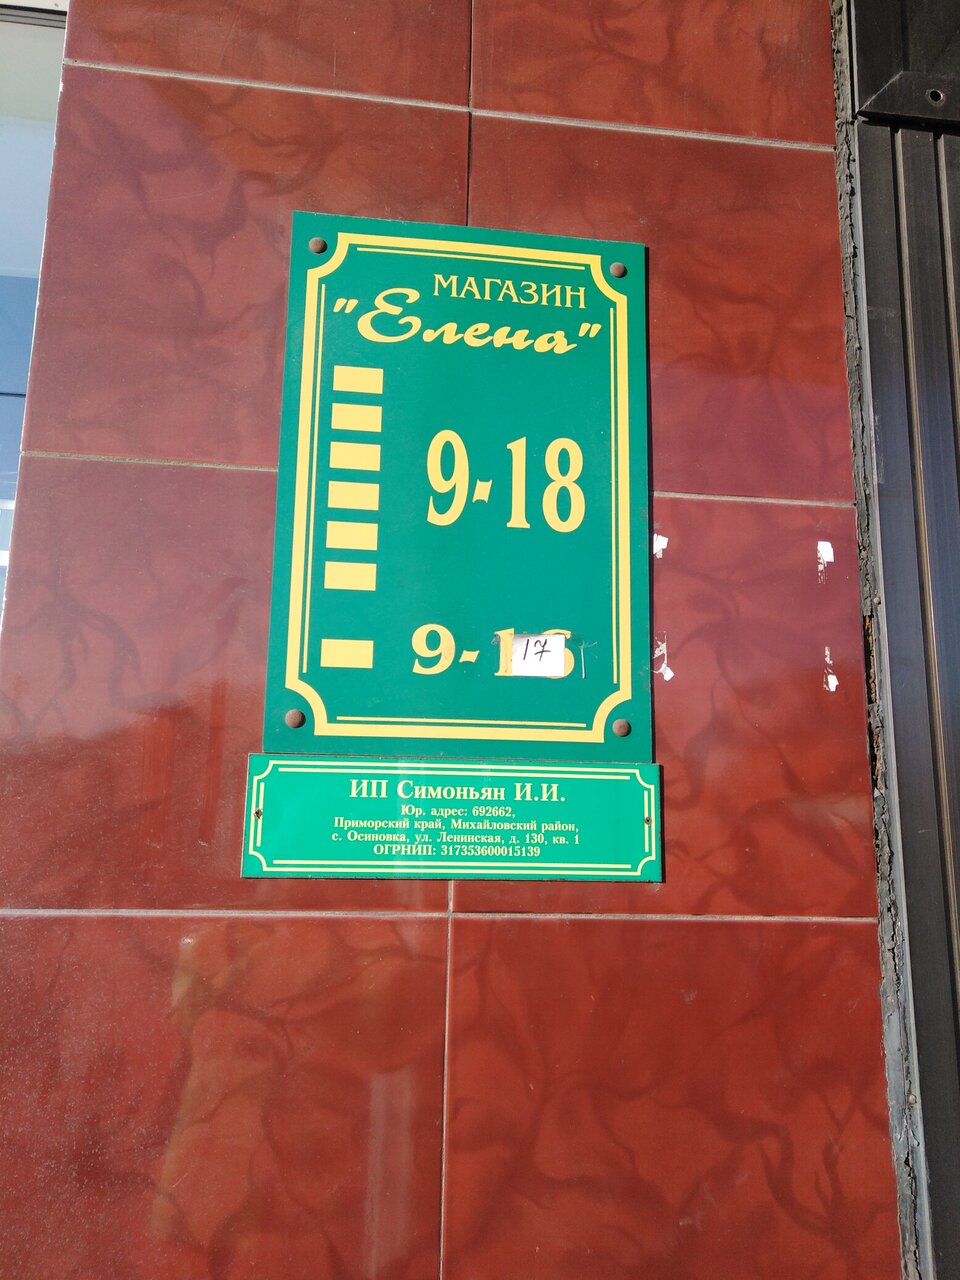 МАГАЗИН
"Елена"
9-18
9-17
ИП Симоньян И.И.
Юр. адрес: 692662,
Приморский край, Михайловский район,
с. Осиновка, ул. Ленинская, д. 130, кв. 1
ОГРНИП: 317353600015139